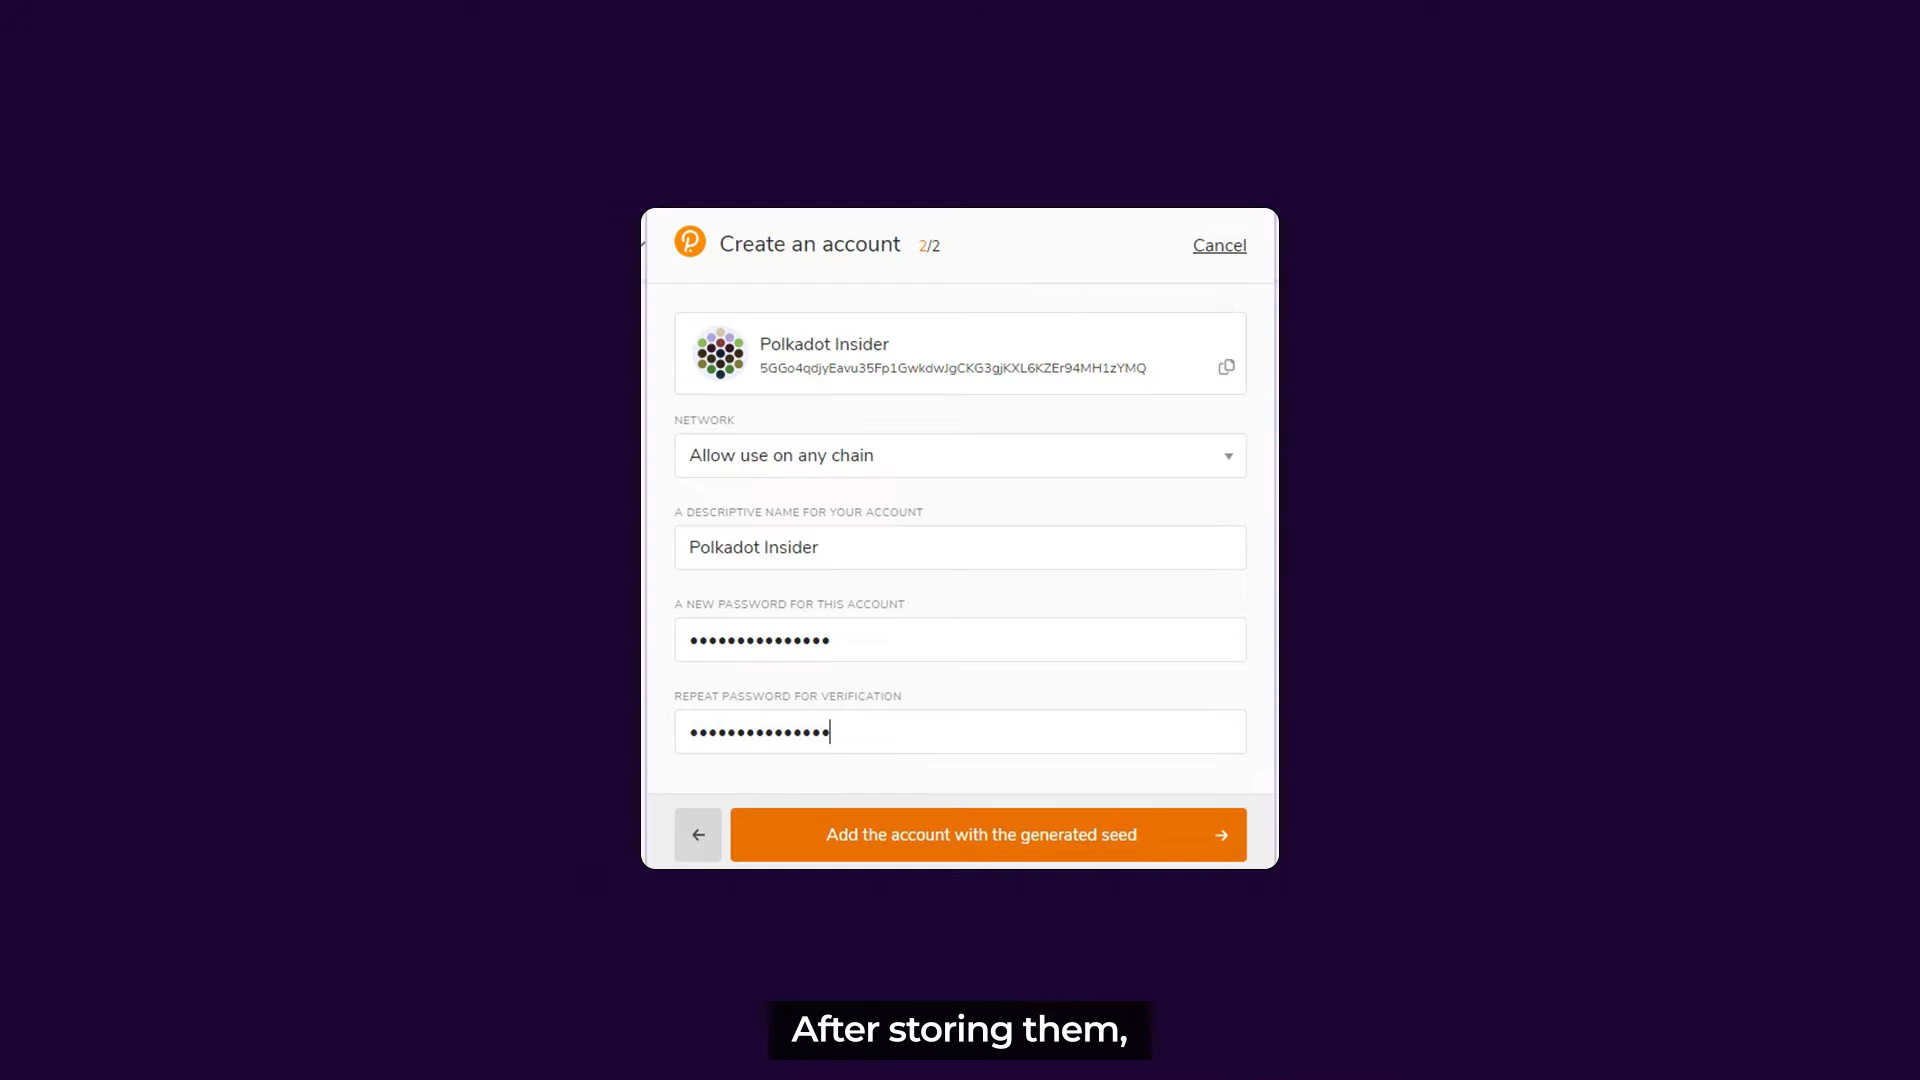 Create an account 2/2
Cancel
Polkadot Insider
5GGo4qdjyEavu35Fp1GwkdwJgCKG3gjKXL6KZEr94MH1zYMQ
NETWORK
Allow use on any chain
A DESCRIPTIVE NAME FOR YOUR ACCOUNT
Polkadot Insider
A NEW PASSWORD FOR THIS ACCOUNT
•••••••••••••••
REPEAT PASSWORD FOR VERIFICATION
•••••••••••••••
Add the account with the generated seed
After storing them,